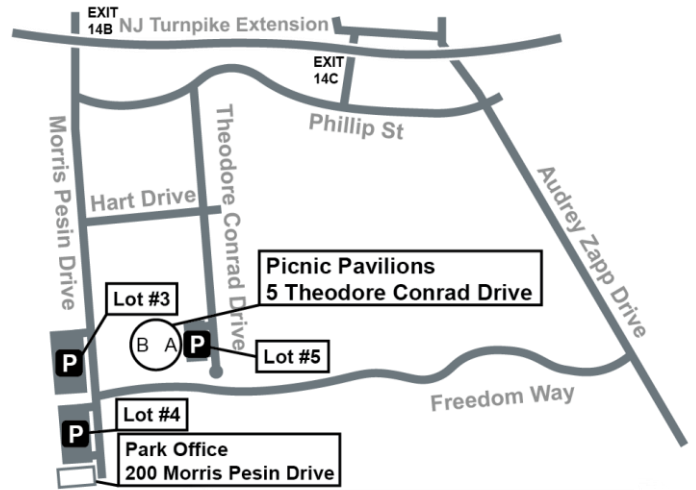 EXIT
14B
NJ Turnpike Extension
EXIT
14C
Phillip St
Morris Pesin Drive
Theodore Conrad Drive
Hart Drive
Audrey Zapp Drive
Picnic Pavilions
5 Theodore Conrad Drive
Lot #3
B A
P
P
Lot #5
Freedom Way
Lot #4
P
Park Office
200 Morris Pesin Drive